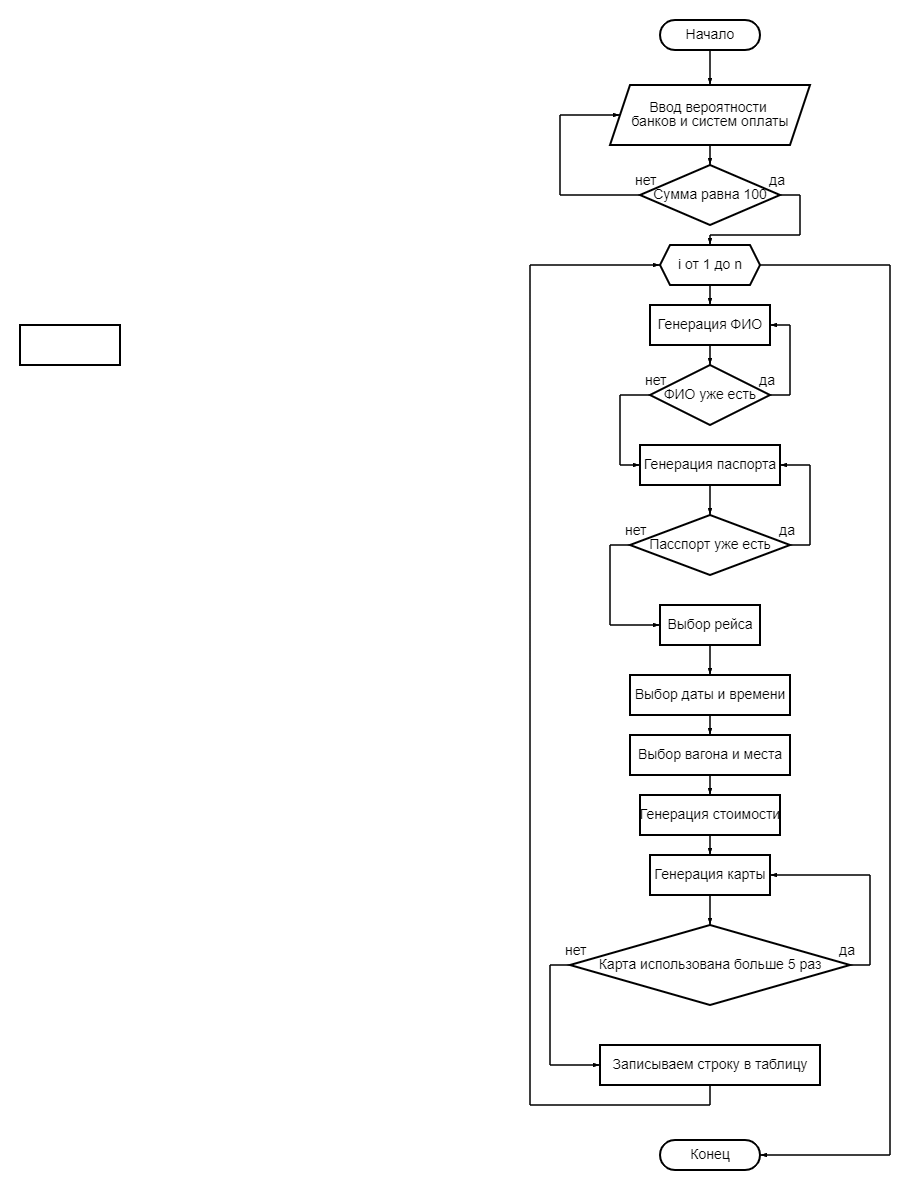 Начало
Ввод вероятности
банков и систем оплаты
нет
да
Сумма равна 100
i от 1 до n
Генерация ФИО
нет
да
ФИО уже есть
Генерация паспорта
нет
да
Пасспорт уже есть
Выбор рейса
Выбор даты и времени
Выбор вагона и места
Генерация стоимости
Генерация карты
нет
да
Карта использована больше 5 раз
Записываем строку в таблицу
Конец